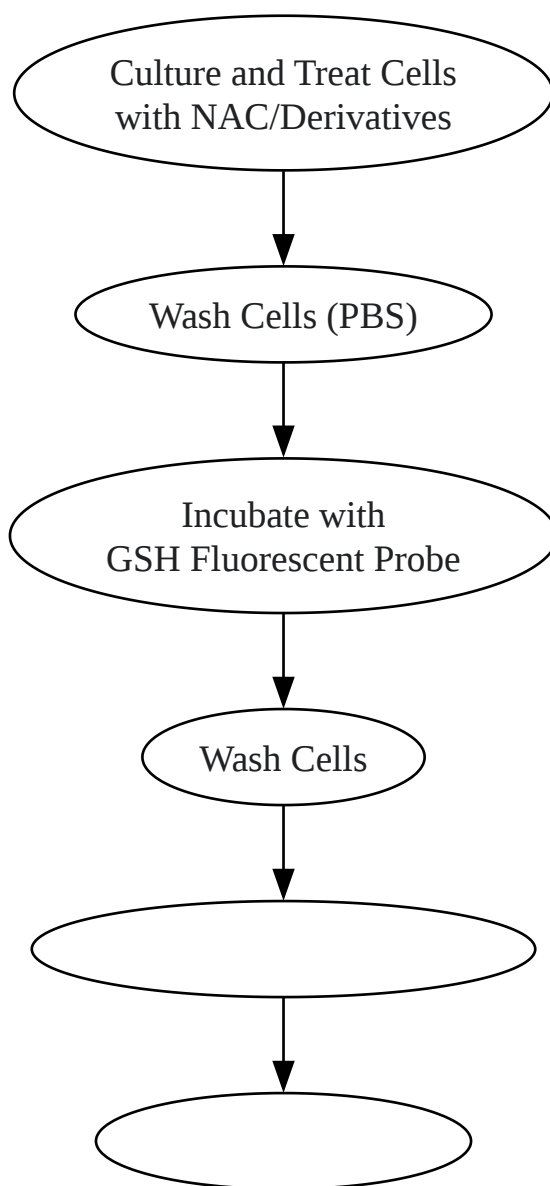 Culture and Treat Cells
with NAC/Derivatives
Wash Cells (PBS)
Incubate with
GSH Fluorescent Probe
Wash Cells